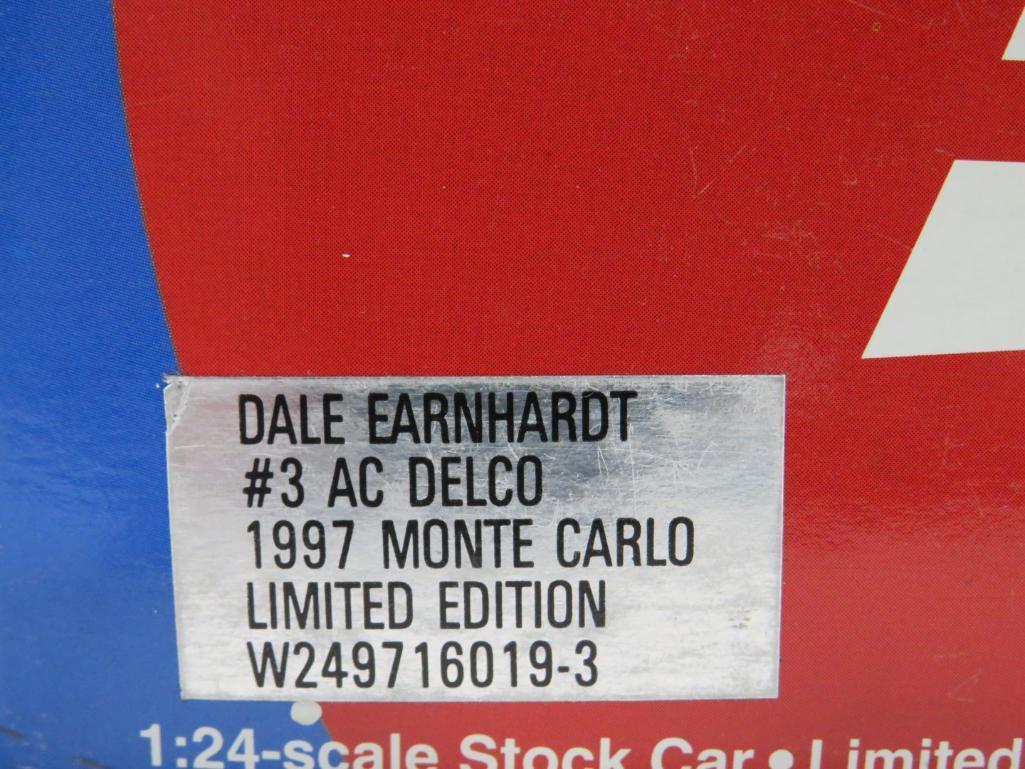 DALE EARNHARDT
#3 AC DELCO
1997 MONTE CARLO
LIMITED EDITION
W249716019-3
1:24-scale Stock Car • Limited